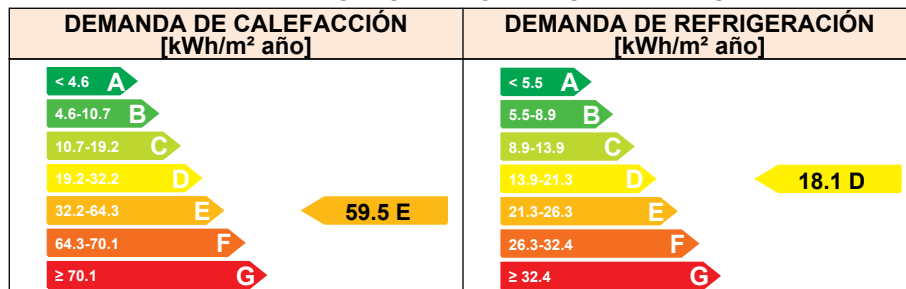 DEMANDA DE CALEFACCIÓN
[kWh/m² año]
< 4.6 A
4.6-10.7 B
10.7-19.2 C
19.2-32.2 D
32.2-64.3 E
59.5 E
64.3-70.1 F
≥ 70.1 G
DEMANDA DE REFRIGERACIÓN
[kWh/m² año]
< 5.5 A
5.5-8.9 B
8.9-13.9 C
13.9-21.3 D
18.1 D
21.3-26.3 E
26.3-32.4 F
≥ 32.4 G